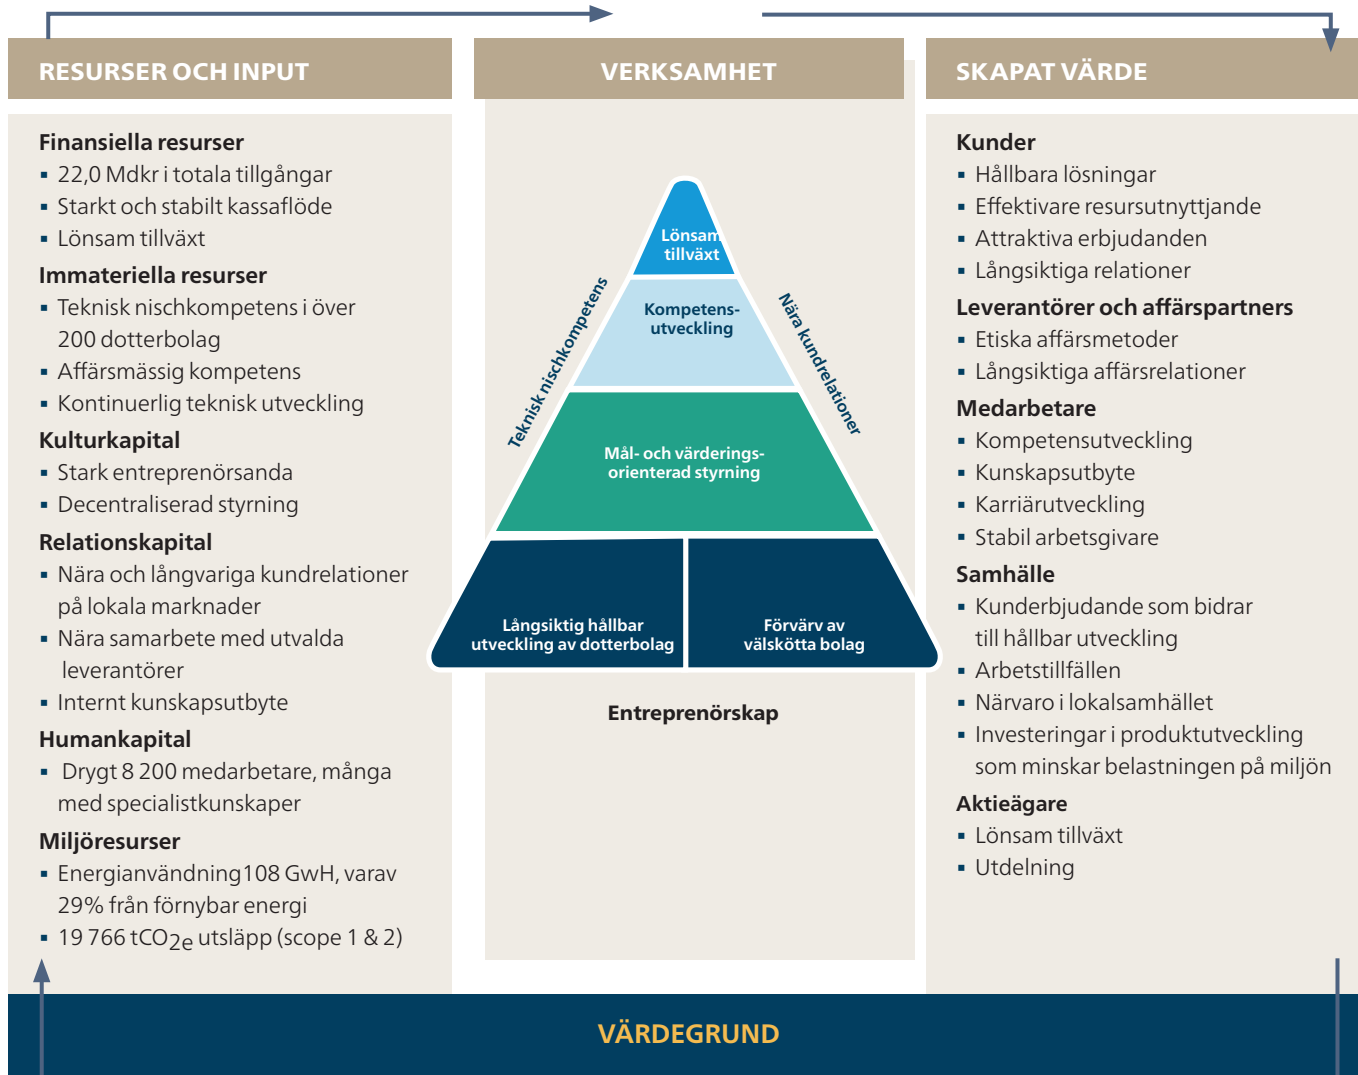 RESURSER OCH INPUT
Finansiella resurser
▪ 22,0 Mdkr i totala tillgångar
▪ Starkt och stabilt kassaflöde
▪ Lönsam tillväxt
Immateriella resurser
▪ Teknisk nischkompetens i över
200 dotterbolag
▪ Affärsmässig kompetens
▪ Kontinuerlig teknisk utveckling
Kulturkapital
▪ Stark entreprenörsanda
▪ Decentraliserad styrning
Relationskapital
▪ Nära och långvariga kundrelationer
på lokala marknader
▪ Nära samarbete med utvalda
leverantörer
▪ Internt kunskapsutbyte
Humankapital
▪ Drygt 8 200 medarbetare, många
med specialistkunskaper
Miljöresurser
▪ Energianvändning108 GwH, varav
29% från förnybar energi
▪ 19 766 tCO2e utsläpp (scope 1 & 2)
VERKSAMHET
Lönsam
tillväxt
Kompetens-
utveckling
Teknisk nischkompetens
Nära kundrelationer
Mål- och värderings-
orienterad styrning
Långsiktig hållbar
utveckling av dotterbolag
Förvärv av
välskötta bolag
Entreprenörskap
SKAPAT VÄRDE
Kunder
▪ Hållbara lösningar
▪ Effektivare resursutnyttjande
▪ Attraktiva erbjudanden
▪ Långsiktiga relationer
Leverantörer och affärspartners
▪ Etiska affärsmetoder
▪ Långsiktiga affärsrelationer
Medarbetare
▪ Kompetensutveckling
▪ Kunskapsutbyte
▪ Karriärutveckling
▪ Stabil arbetsgivare
Samhälle
▪ Kunderbjudande som bidrar
till hållbar utveckling
▪ Arbetstillfällen
▪ Närvaro i lokalsamhället
▪ Investeringar i produktutveckling
som minskar belastningen på miljön
Aktieägare
▪ Lönsam tillväxt
▪ Utdelning
VÄRDEGRUND